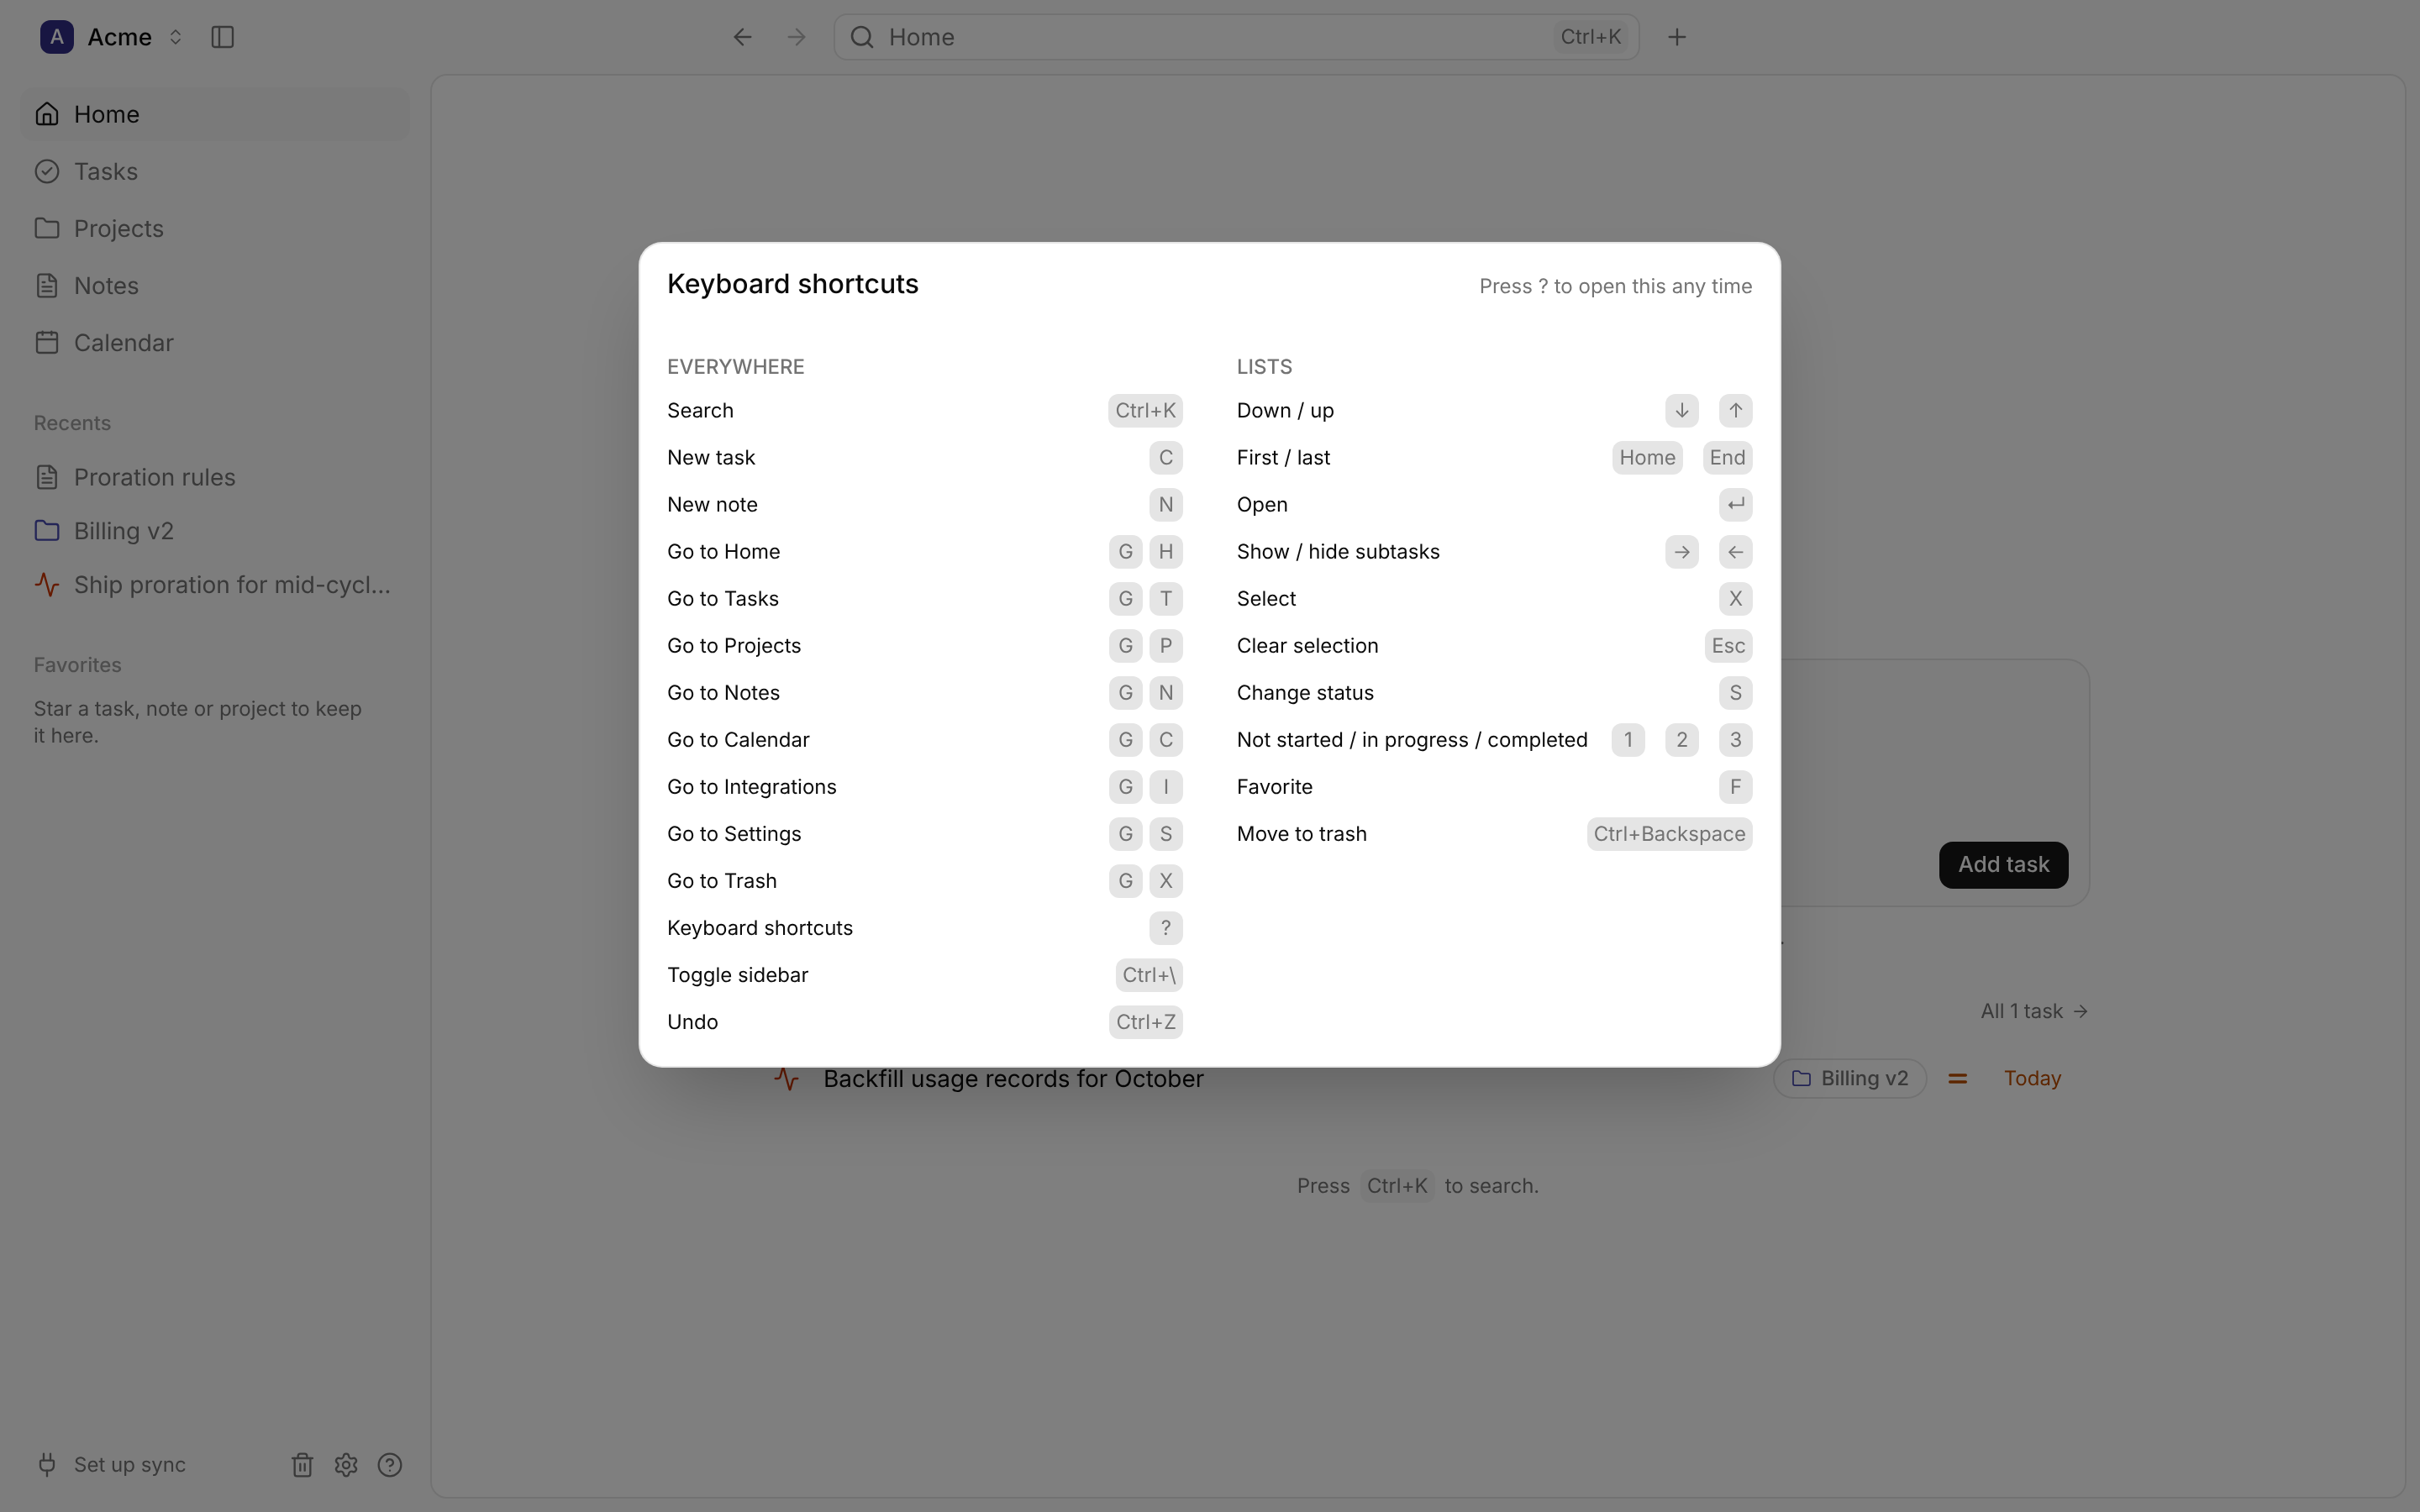 A Acme
Home Ctrl+K
Home
Tasks
Projects
Notes
Calendar
Recents
Proration rules
Billing v2
Ship proration for mid-cycl...
Favorites
Star a task, note or project to keep
it here.
Set up sync
Keyboard shortcuts
Press ? to open this any time
EVERYWHERE
Search Ctrl+K
New task C
New note N
Go to Home G H
Go to Tasks G T
Go to Projects G P
Go to Notes G N
Go to Calendar G C
Go to Integrations G I
Go to Settings G S
Go to Trash G X
Keyboard shortcuts ?
Toggle sidebar Ctrl+\
Undo Ctrl+Z
LISTS
Down / up ↓ ↑
First / last Home End
Open ↵
Show / hide subtasks → ←
Select X
Clear selection Esc
Change status S
Not started / in progress / completed 1 2 3
Favorite F
Move to trash Ctrl+Backspace
Add task
All 1 task →
Backfill usage records for October Billing v2 Today
Press Ctrl+K to search.